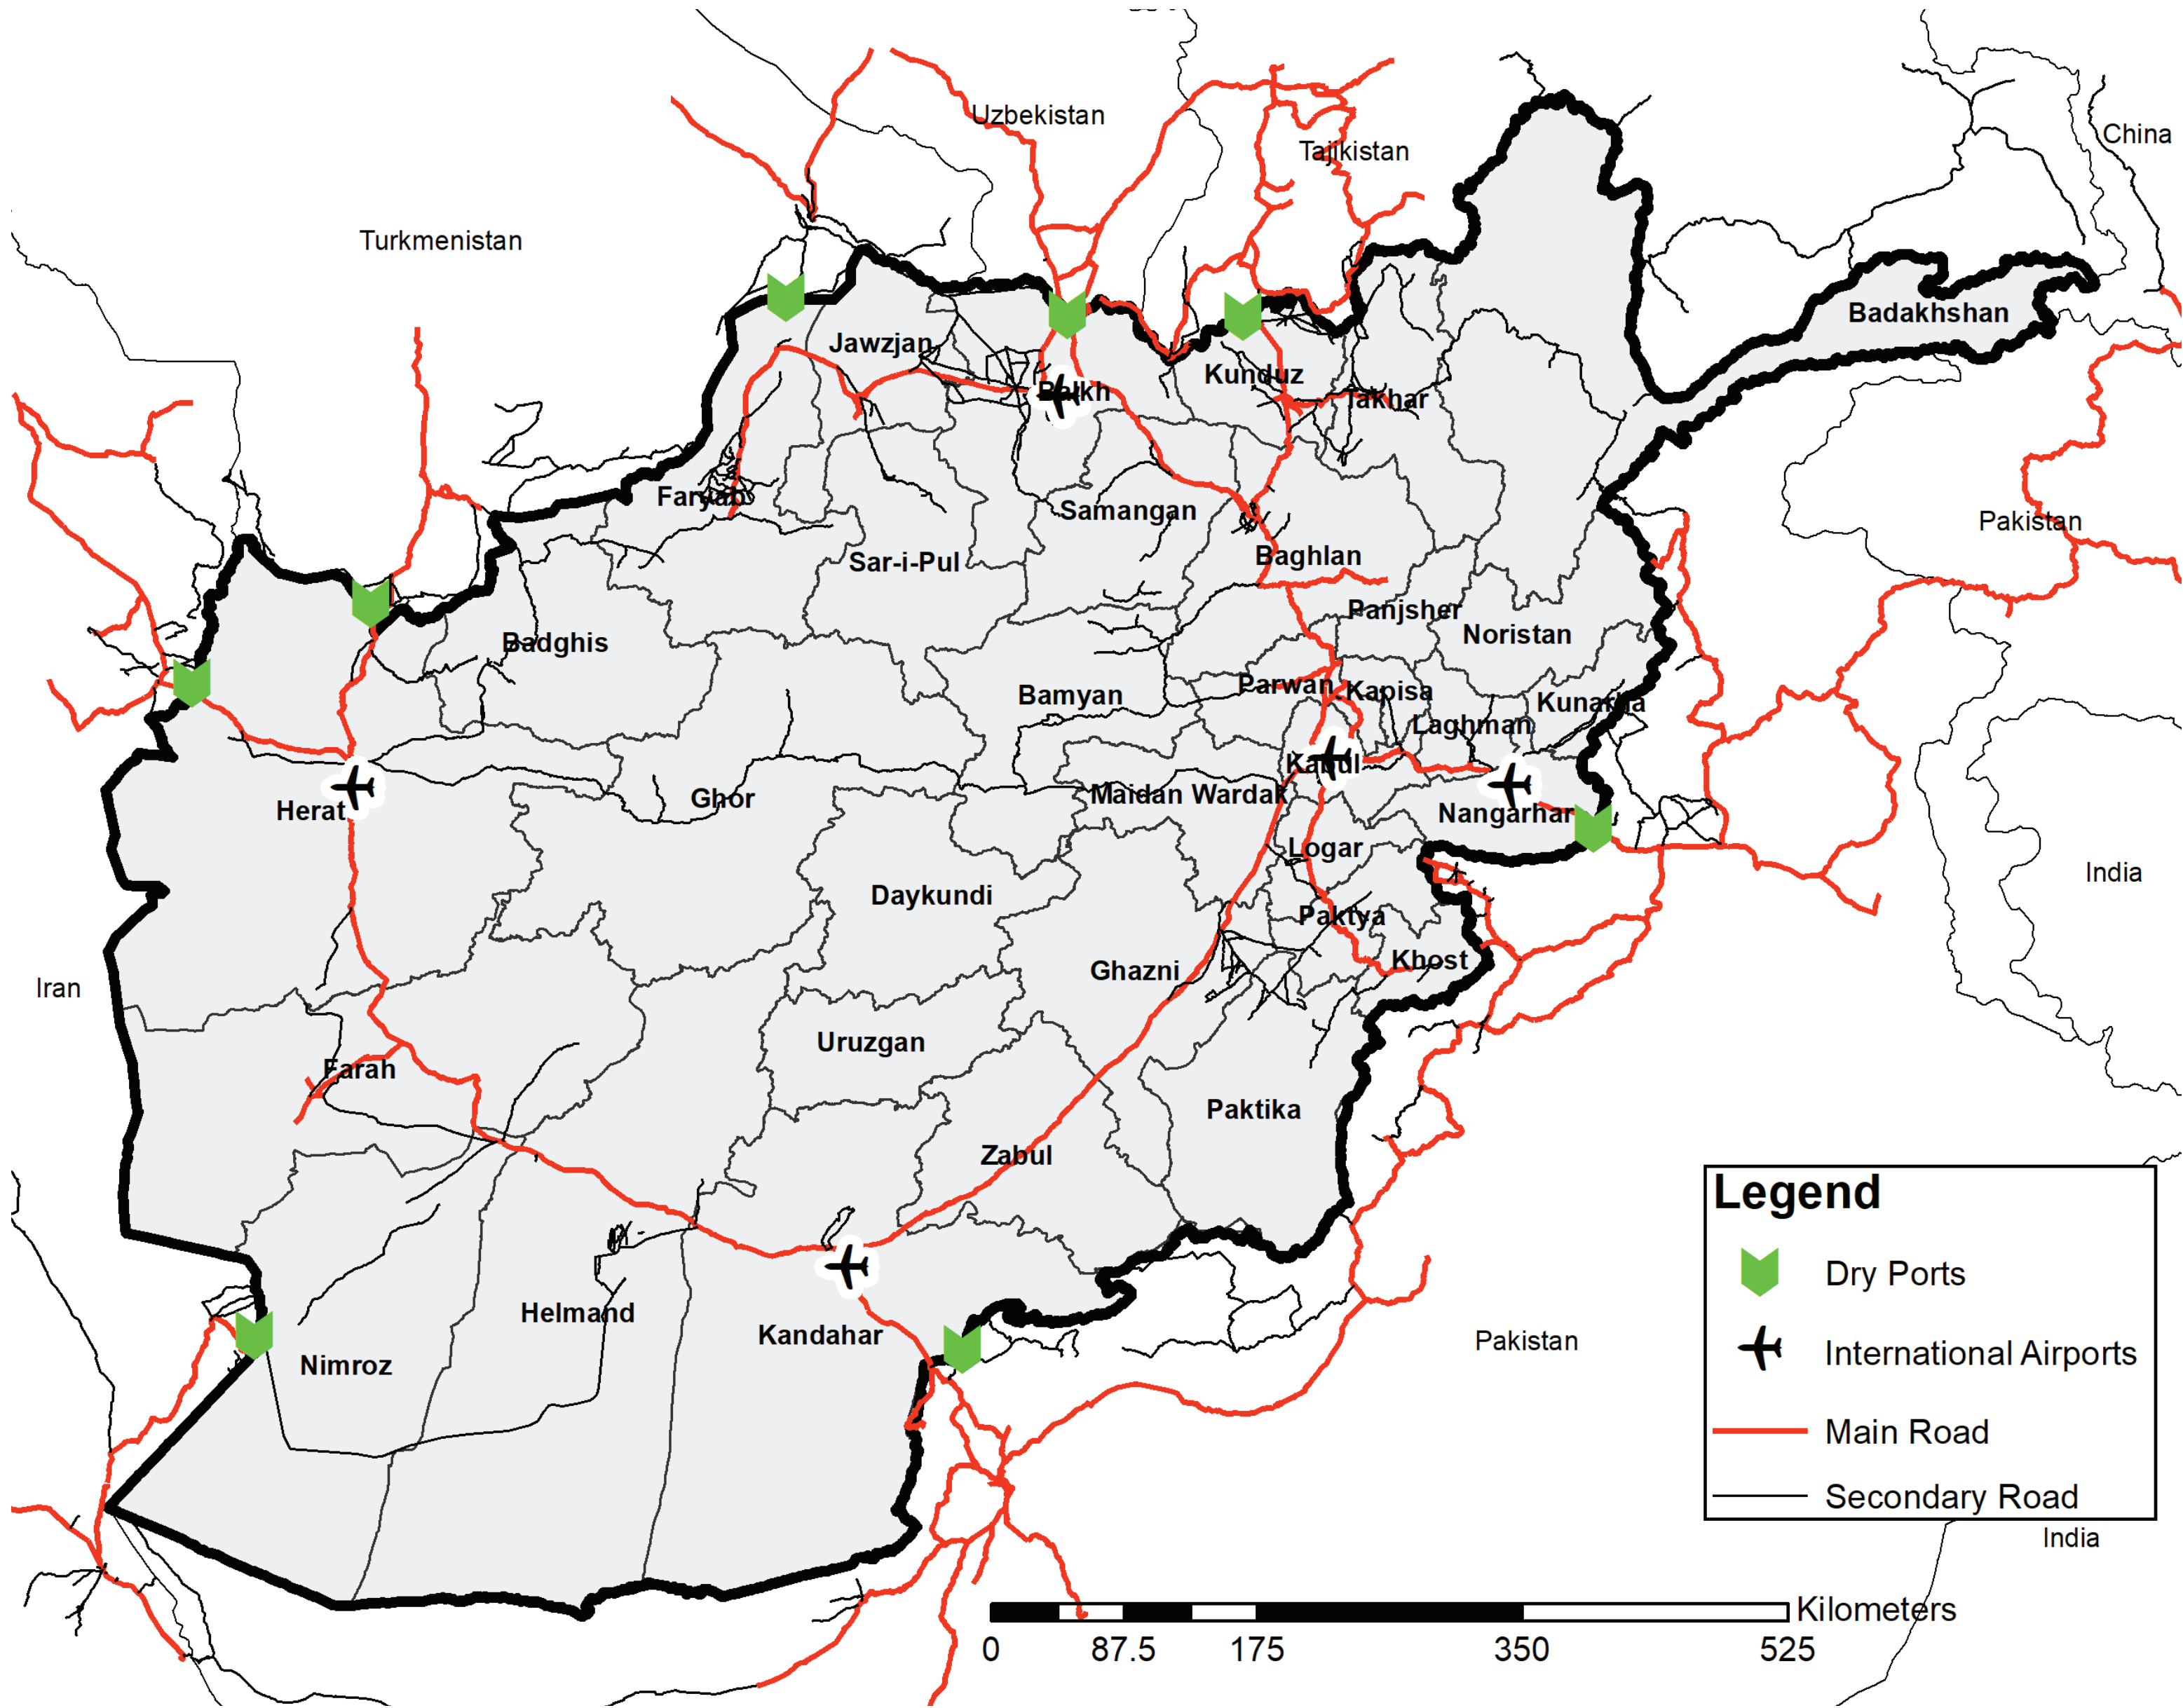 Uzbekistan
China
Tajikistan
Turkmenistan
Badakhshan
Jawzjan
Kunduz
Balkh
Takhar
Faryab
Samangan
Pakistan
Baghlan
Sar-i-Pul
Panjsher
Noristan
Badghis
Parwan
Kapisa
Bamyan
Kunarha
Laghman
Kabul
Maidan Wardak
Ghor
Herat
Nangarhar
Logar
India
Daykundi
Paktya
Khost
Ghazni
Iran
Uruzgan
Farah
Paktika
Zabul
Helmand
Kandahar
Nimroz
Pakistan
Legend
Dry Ports
International Airports
Main Road
Secondary Road
India
Kilometers
0 87.5 175 350 525